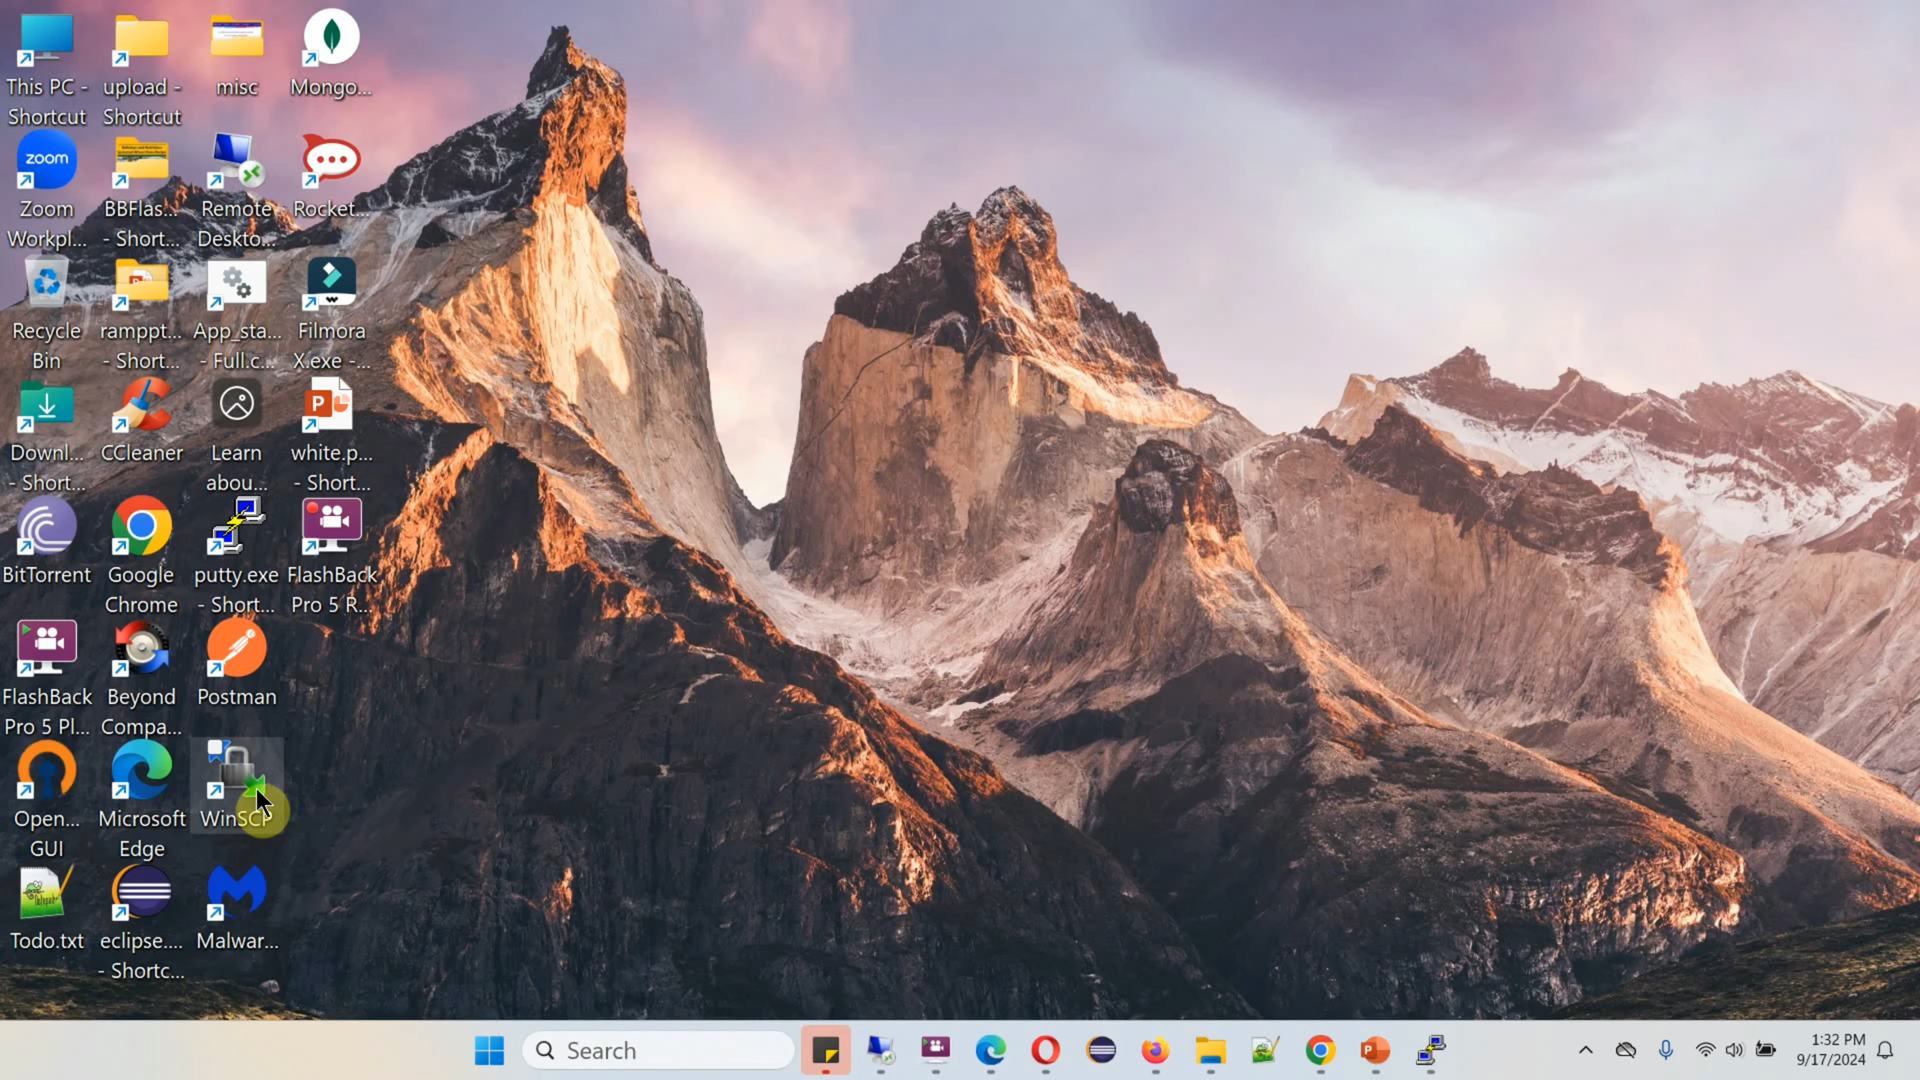 This PC -
Shortcut
upload -
Shortcut
misc
Mongo...
zoom
Zoom
Workpl...
BBFlas...
- Short...
Remote
Deskto...
Rocket...
Recycle
Bin
ramppt...
- Short...
App_sta...
- Full.c...
Filmora
X.exe -...
Downl...
- Short...
CCleaner
Learn
abou...
P
white.p...
- Short...
BitTorrent
Google
Chrome
putty.exe
- Short...
FlashBack
Pro 5 R...
FlashBack
Pro 5 Pl...
Beyond
Compa...
Postman
Open...
GUI
Microsoft
Edge
WinSCP
Todo.txt
eclipse....
- Shortc...
Malwar...
Search
P
1:32 PM
9/17/2024